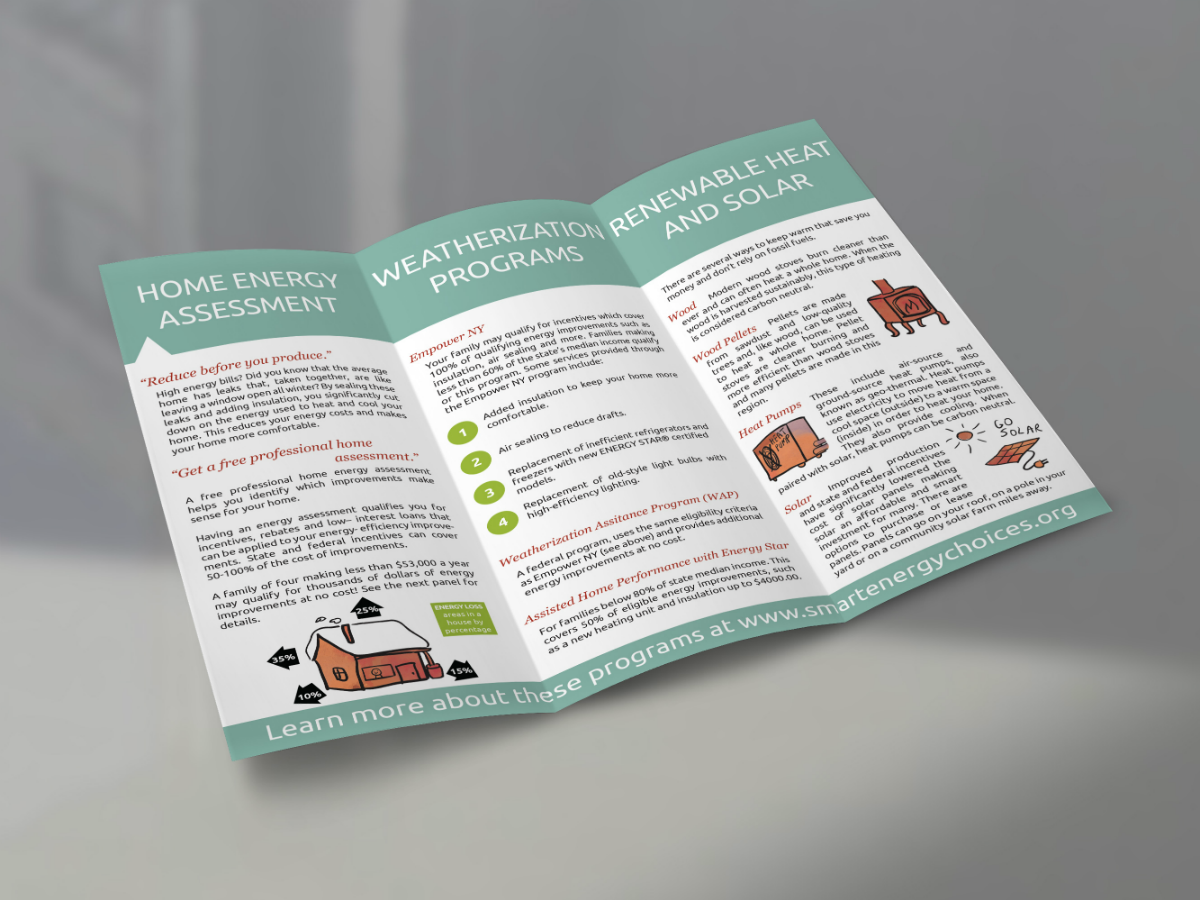 HOME ENERGY
ASSESSMENT
“Reduce before you produce.”
High energy bills? Did you know that the average
home has leaks that, taken together, are like
leaving a window open all winter? By sealing these
leaks and adding insulation, you significantly cut
down on the energy used to heat and cool your
home. This reduces your energy costs and makes
your home more comfortable.
“Get a free professional home
assessment.”
A free professional home energy assessment
helps you identify which improvements make
sense for your home.
Having an energy assessment qualifies you for
incentives, rebates and low– interest loans that
can be applied to your energy- efficiency improve-
ments. State and federal incentives can cover
50-100% of the cost of improvements.
A family of four making less than $53,000 a year
may qualify for thousands of dollars of energy
improvements at no cost! See the next panel for
details.
25%
ENERGY LOSS
areas in a
house by
percentage
35%
15%
10%
WEATHERIZATION
PROGRAMS
Empower NY
Your family may qualify for incentives which cover
100% of qualifying energy improvements such as
insulation, air sealing and more. Families making
less than 60% of the state's median income qualify
for this program. Some services provided through
the Empower NY program include:
1 Added insulation to keep your home more
comfortable.
2 Air sealing to reduce drafts.
3 Replacement of inefficient refrigerators and
freezers with new ENERGY STAR® certified
models.
4 Replacement of old-style light bulbs with
high-efficiency lighting.
Weatherization Assitance Program (WAP)
A federal program, uses the same eligibility criteria
as Empower NY (see above) and provides additional
energy improvements at no cost.
Assisted Home Performance with Energy Star
For families below 80% of state median income. This
covers 50% of eligible energy improvements, such
as a new heating unit and insulation up to $4000.00.
RENEWABLE HEAT
AND SOLAR
There are several ways to keep warm that save you
money and don't rely on fossil fuels.
Wood Modern wood stoves burn cleaner than
ever and can often heat a whole home. When the
wood is harvested sustainably, this type of heating
is considered carbon neutral.
Wood Pellets Pellets are made
from sawdust and low-quality
trees and, like wood, can be used
to heat a whole home. Pellet
stoves are cleaner burning and
more efficient than wood stoves
and many pellets are made in this
region.
Heat Pumps These include air-source and
ground-source heat pumps, also
known as geo-thermal. Heat pumps
use electricity to move heat from a
cool space (outside) to a warm space
(inside) in order to heat your home.
They also provide cooling. When
paired with solar, heat pumps can be carbon neutral.
HEAT
PUMP
GO
SOLAR
Solar Improved production
and state and federal incentives
have significantly lowered the
cost of solar panels making
solar an affordable and smart
investment for many. There are
options to purchase or lease
panels. Panels can go on your roof, on a pole in your
yard or on a community solar farm miles away.
Learn more about these programs at www.smartenergychoices.org